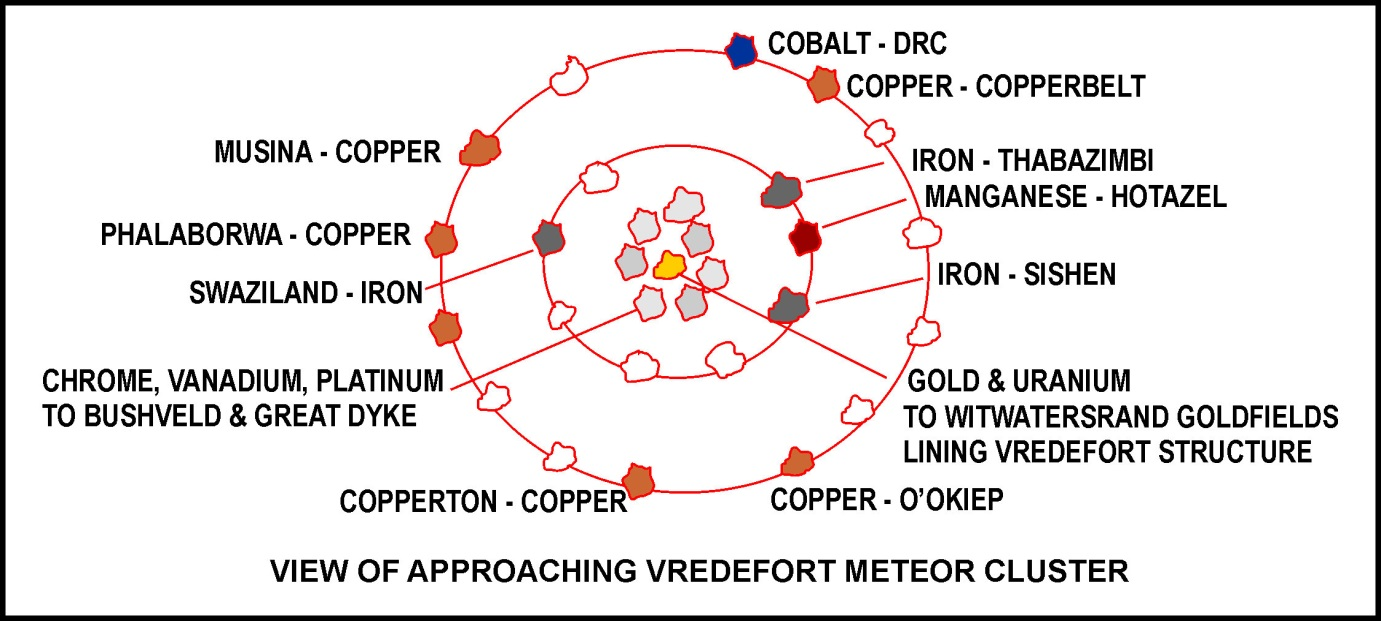 COBALT - DRC
COPPER - COPPERBELT
MUSINA - COPPER
IRON - THABAZIMBI
MANGANESE - HOTAZEL
PHALABORWA - COPPER
IRON - SISHEN
SWAZILAND - IRON
CHROME, VANADIUM, PLATINUM
TO BUSHVELD & GREAT DYKE
GOLD & URANIUM
TO WITWATERSRAND GOLDFIELDS
LINING VREDEFORT STRUCTURE
COPPERTON - COPPER
COPPER - O'OKIEP
VIEW OF APPROACHING VREDEFORT METEOR CLUSTER